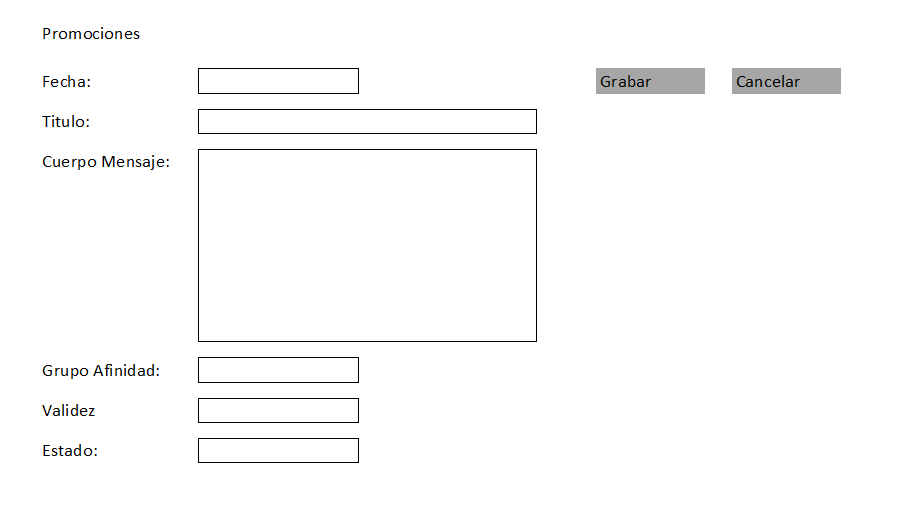 Promociones
Fecha:
Grabar
Cancelar
Titulo:
Cuerpo Mensaje:
Grupo Afinidad:
Validez
Estado: